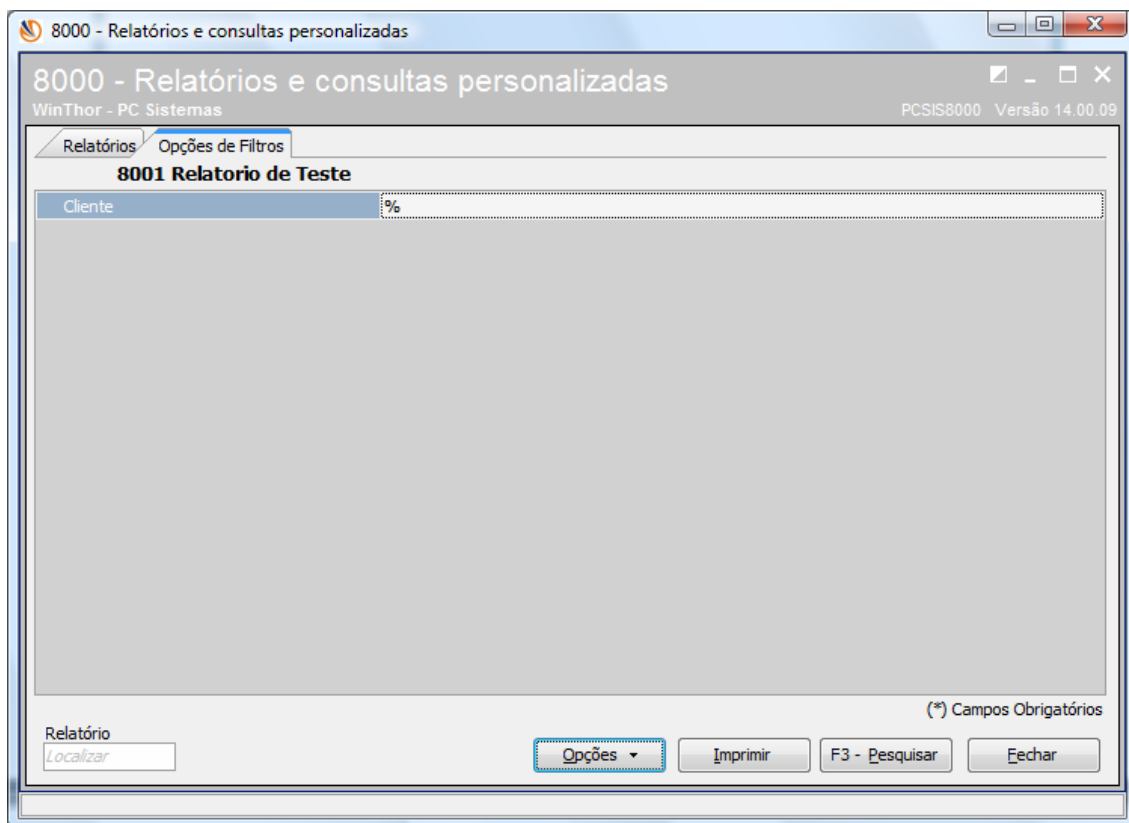 8000 - Relatórios e consultas personalizadas
8000 - Relatórios e consultas personalizadas
WinThor - PC Sistemas
PCSIS8000 Versão 14.00.09
Relatórios Opções de Filtros
8001 Relatorio de Teste
Cliente %
(*) Campos Obrigatórios
Relatório
Localizar
Opções Imprimir F3 - Pesquisar Fechar